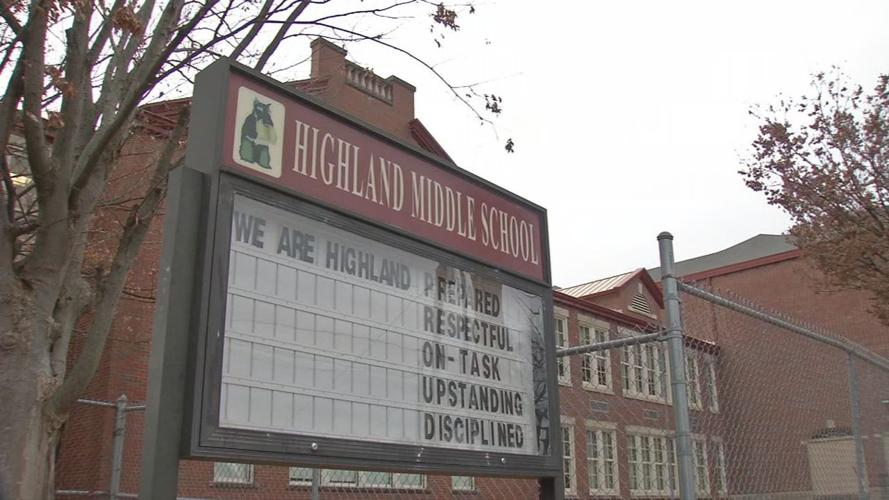 HIGHLAND MIDDLE SCHOOL
WE ARE HIGHLAND PREPARED
RESPECTFUL
ON-TASK
UPSTANDING
DISCIPLINED